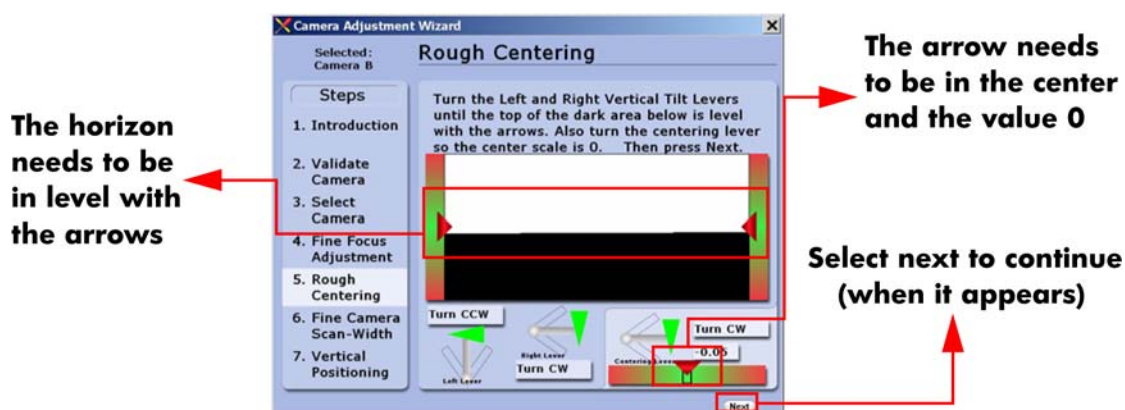 Camera Adjustment Wizard
Selected:
Camera B
Rough Centering
Steps
1. Introduction
2. Validate
Camera
3. Select
Camera
4. Fine Focus
Adjustment
5. Rough
Centering
6. Fine Camera
Scan-Width
7. Vertical
Positioning
Turn the Left and Right Vertical Tilt Levers
until the top of the dark area below is level
with the arrows. Also turn the centering lever
so the center scale is 0. Then press Next.
Turn CCW
Left Lever
Right Lever
Turn CW
Centering Lever
Turn CW
-0.05
Next
The horizon
needs to be
in level with
the arrows
The arrow needs
to be in the center
and the value 0
Select next to continue
(when it appears)